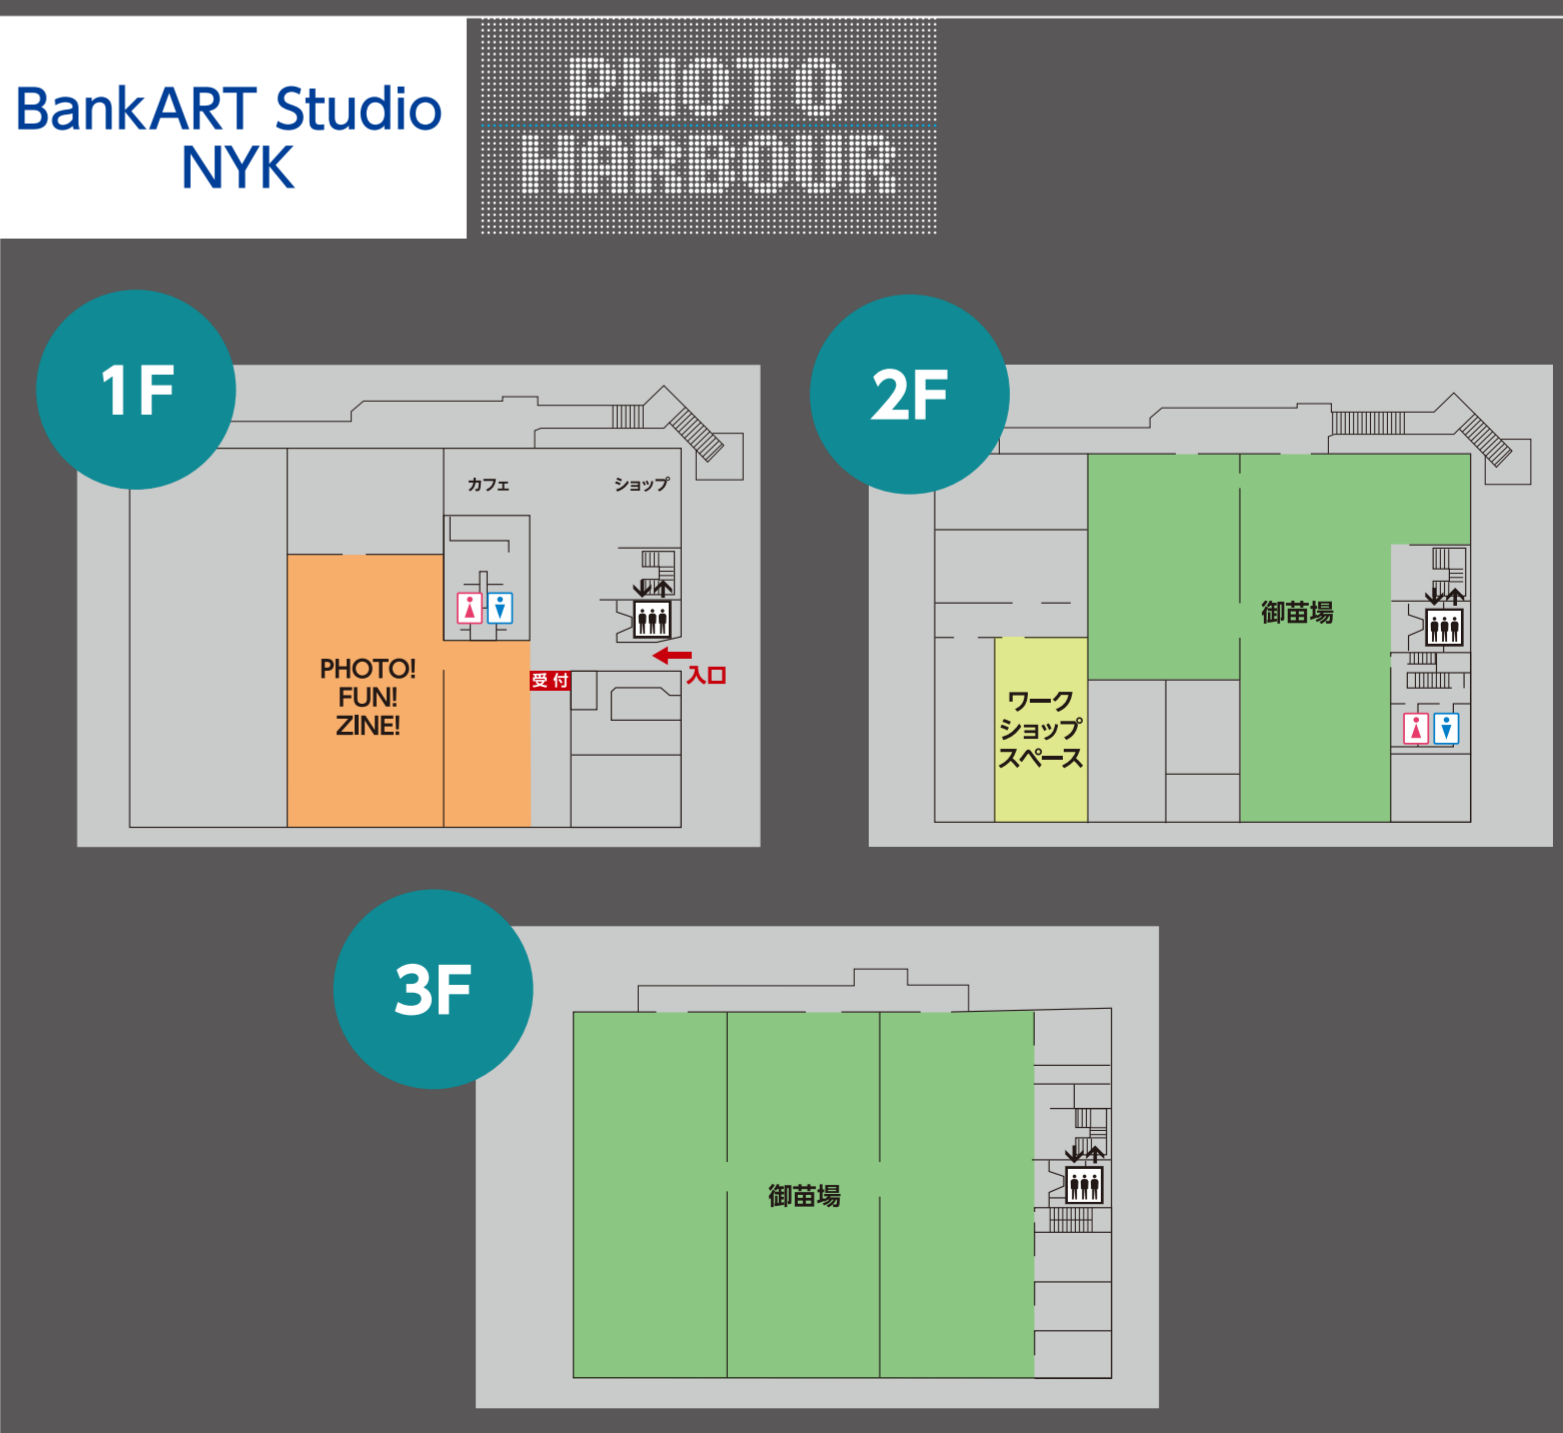 BankART Studio
NYK
PHOTO
HARBOUR
1F
カフェ
ショップ
PHOTO!
FUN!
ZINE!
受付
入口
2F
御苗場
ワーク
ショップ
スペース
3F
御苗場